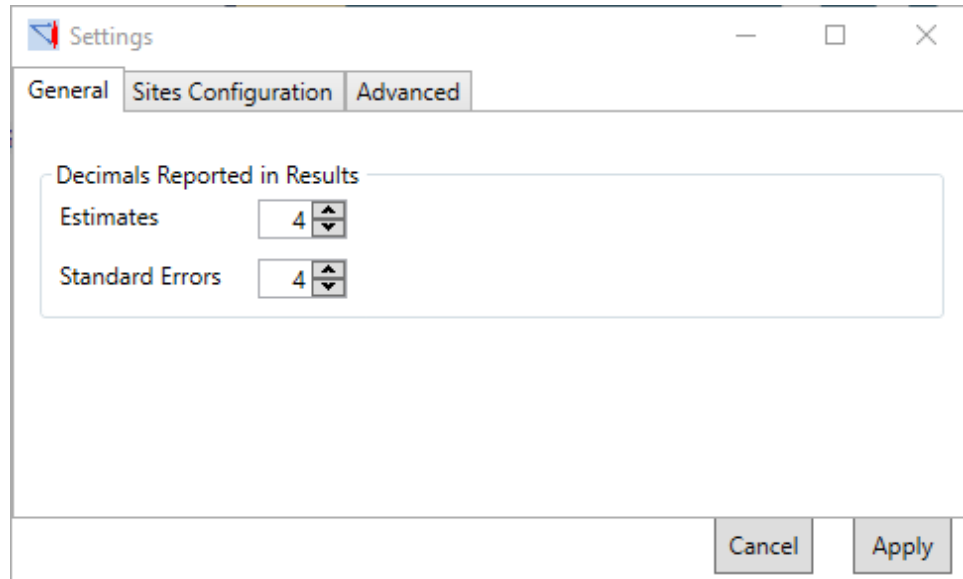 Settings
General Sites Configuration Advanced
Decimals Reported in Results
Estimates 4
Standard Errors 4
Cancel Apply